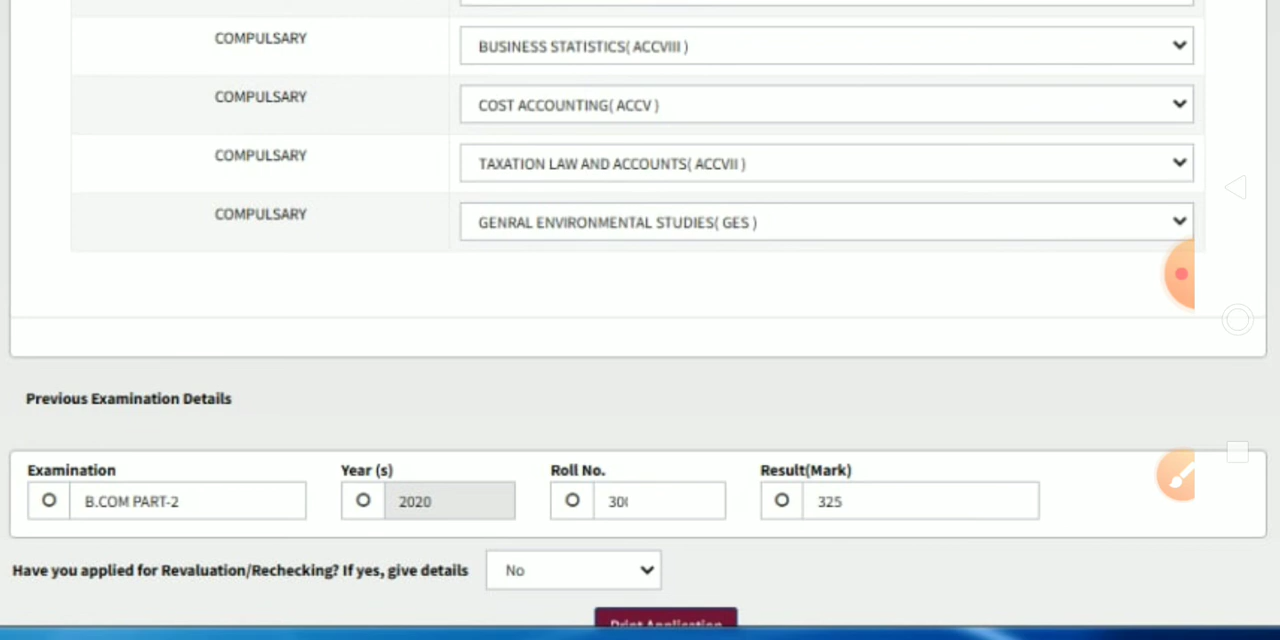 COMPULSARY BUSINESS STATISTICS( ACCVIII )
COMPULSARY COST ACCOUNTING( ACCV )
COMPULSARY TAXATION LAW AND ACCOUNTS( ACCVII )
COMPULSARY GENRAL ENVIRONMENTAL STUDIES( GES )
Previous Examination Details
Examination Year (s) Roll No. Result(Mark)
B.COM PART-2 2020 325
Have you applied for Revaluation/Rechecking? If yes, give details No
Print Application